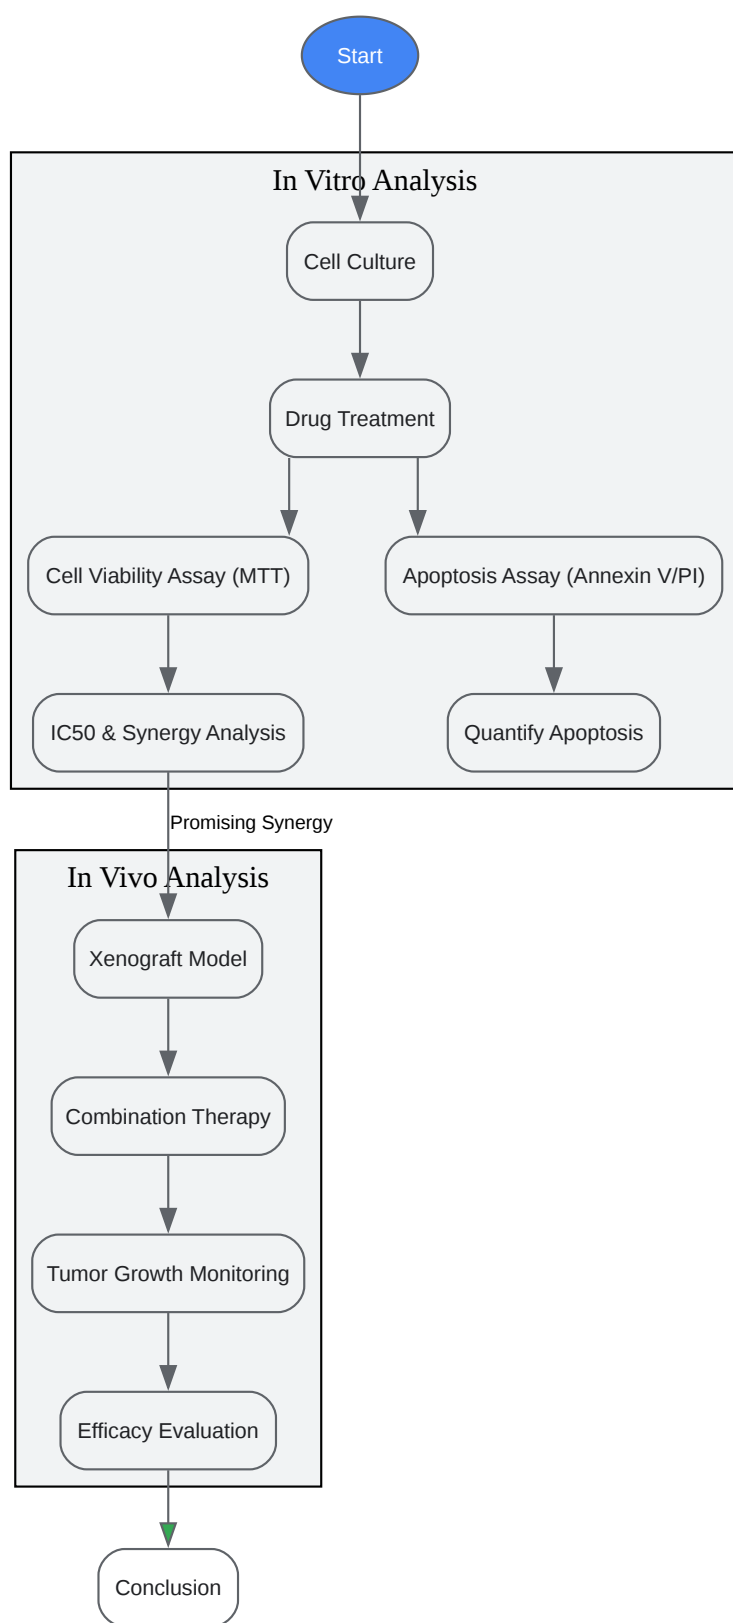 Start
In Vitro Analysis
Cell Culture
Drug Treatment
Cell Viability Assay (MTT)
Apoptosis Assay (Annexin V/PI)
IC50 & Synergy Analysis
Quantify Apoptosis
Promising Synergy
In Vivo Analysis
Xenograft Model
Combination Therapy
Tumor Growth Monitoring
Efficacy Evaluation
Conclusion